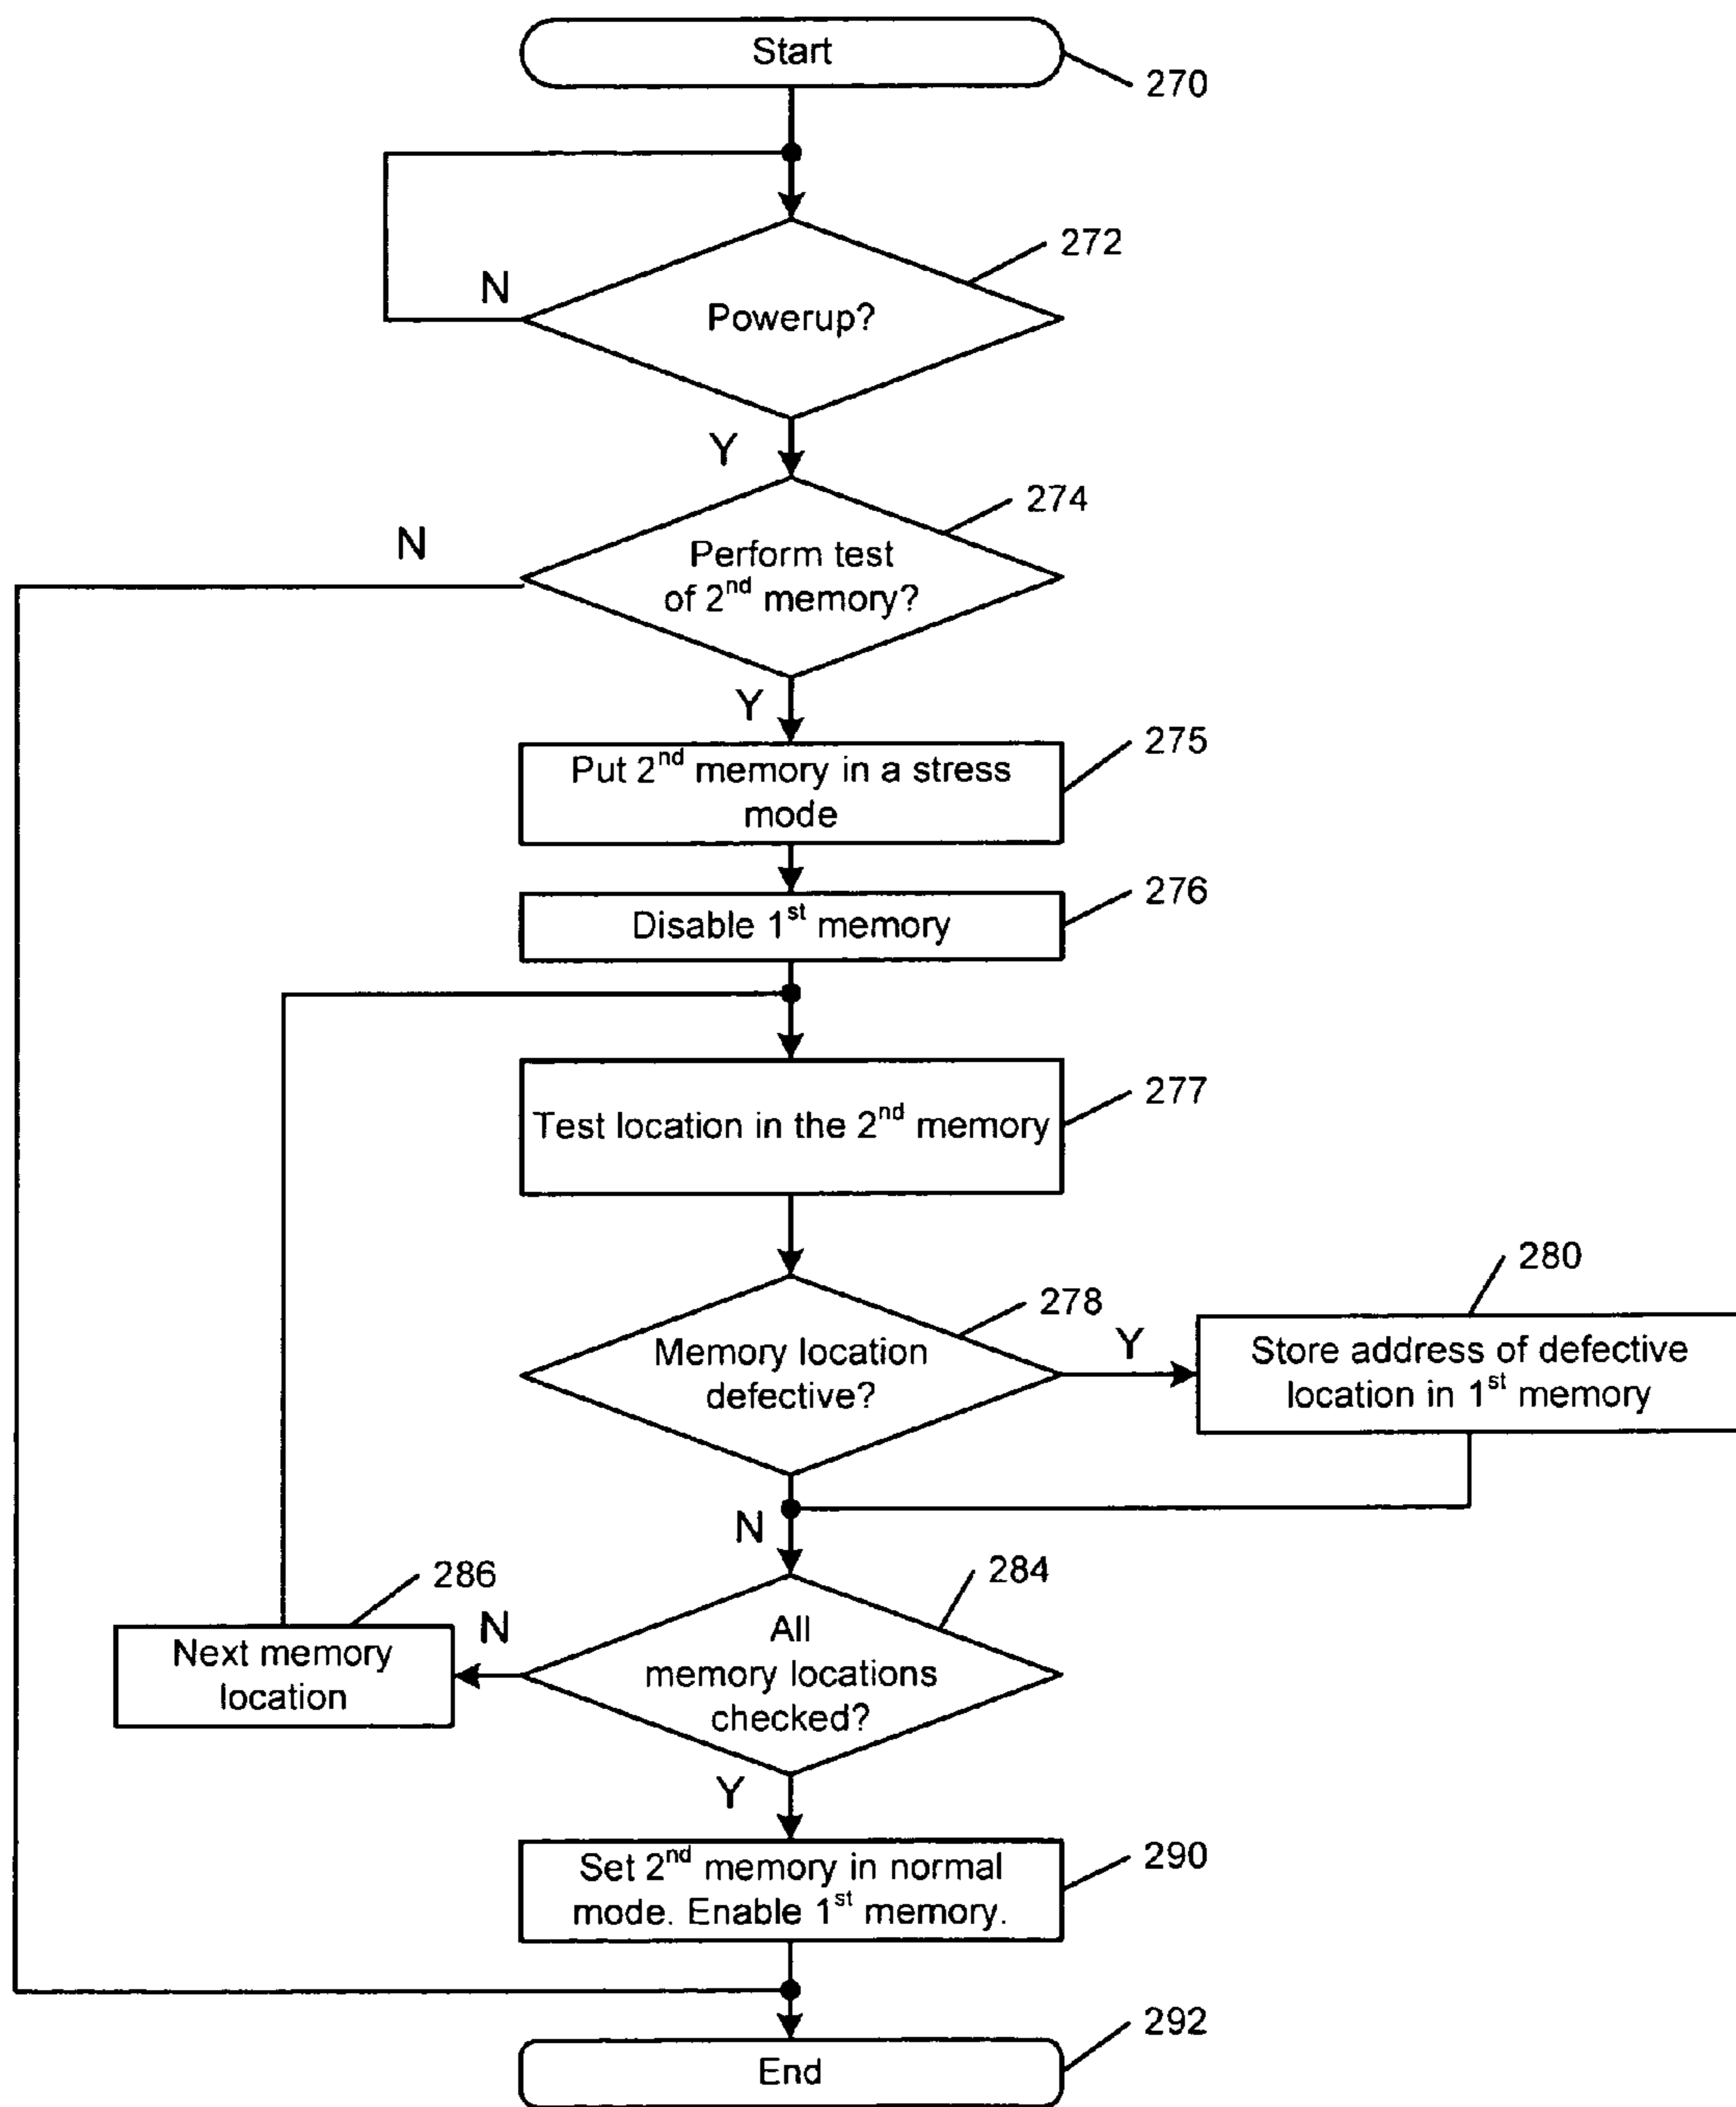 Start
270
272
N
Powerup?
Y
274
N
Perform test
of 2nd memory?
Y
275
Put 2nd memory in a stress
mode
276
Disable 1st memory
277
Test location in the 2nd memory
280
278
Y
Memory location
defective?
Store address of defective
location in 1st memory
N
284
286
N
All
memory locations
checked?
Next memory
location
Y
290
Set 2nd memory in normal
mode. Enable 1st memory.
292
End